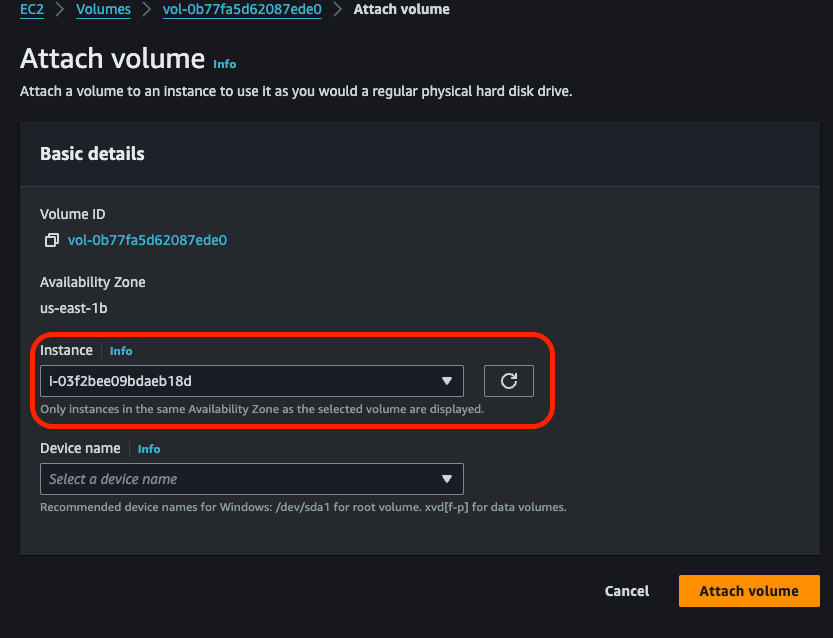 EC2 > Volumes > vol-0b77fa5d62087ede0 > Attach volume
Attach volume Info
Attach a volume to an instance to use it as you would a regular physical hard disk drive.
Basic details
Volume ID
vol-0b77fa5d62087ede0
Availability Zone
us-east-1b
Instance Info
i-03f2bee09bdaeb18d
Only instances in the same Availability Zone as the selected volume are displayed.
Device name Info
Select a device name
Recommended device names for Windows: /dev/sda1 for root volume. xvd[f-p] for data volumes.
Cancel Attach volume